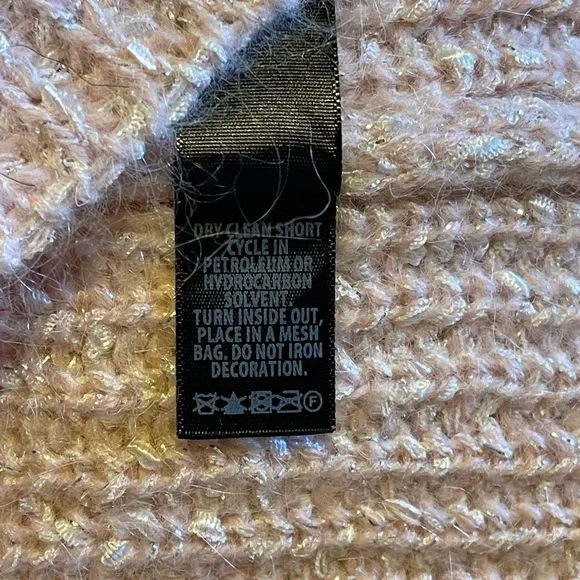 DRY CLEAN SHORT
CYCLE IN
PETROLEUM OR
HYDROCARBON
SOLVENT
TURN INSIDE OUT,
PLACE IN A MESH
BAG. DO NOT IRON
DECORATION.
F